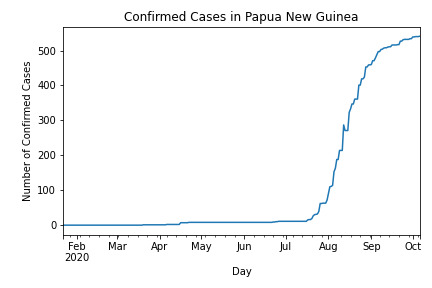 Confirmed Cases in Papua New Guinea
Number of Confirmed Cases
500
400
300
200
100
0
Feb Mar Apr May Jun Jul Aug Sep Oct
2020
Day